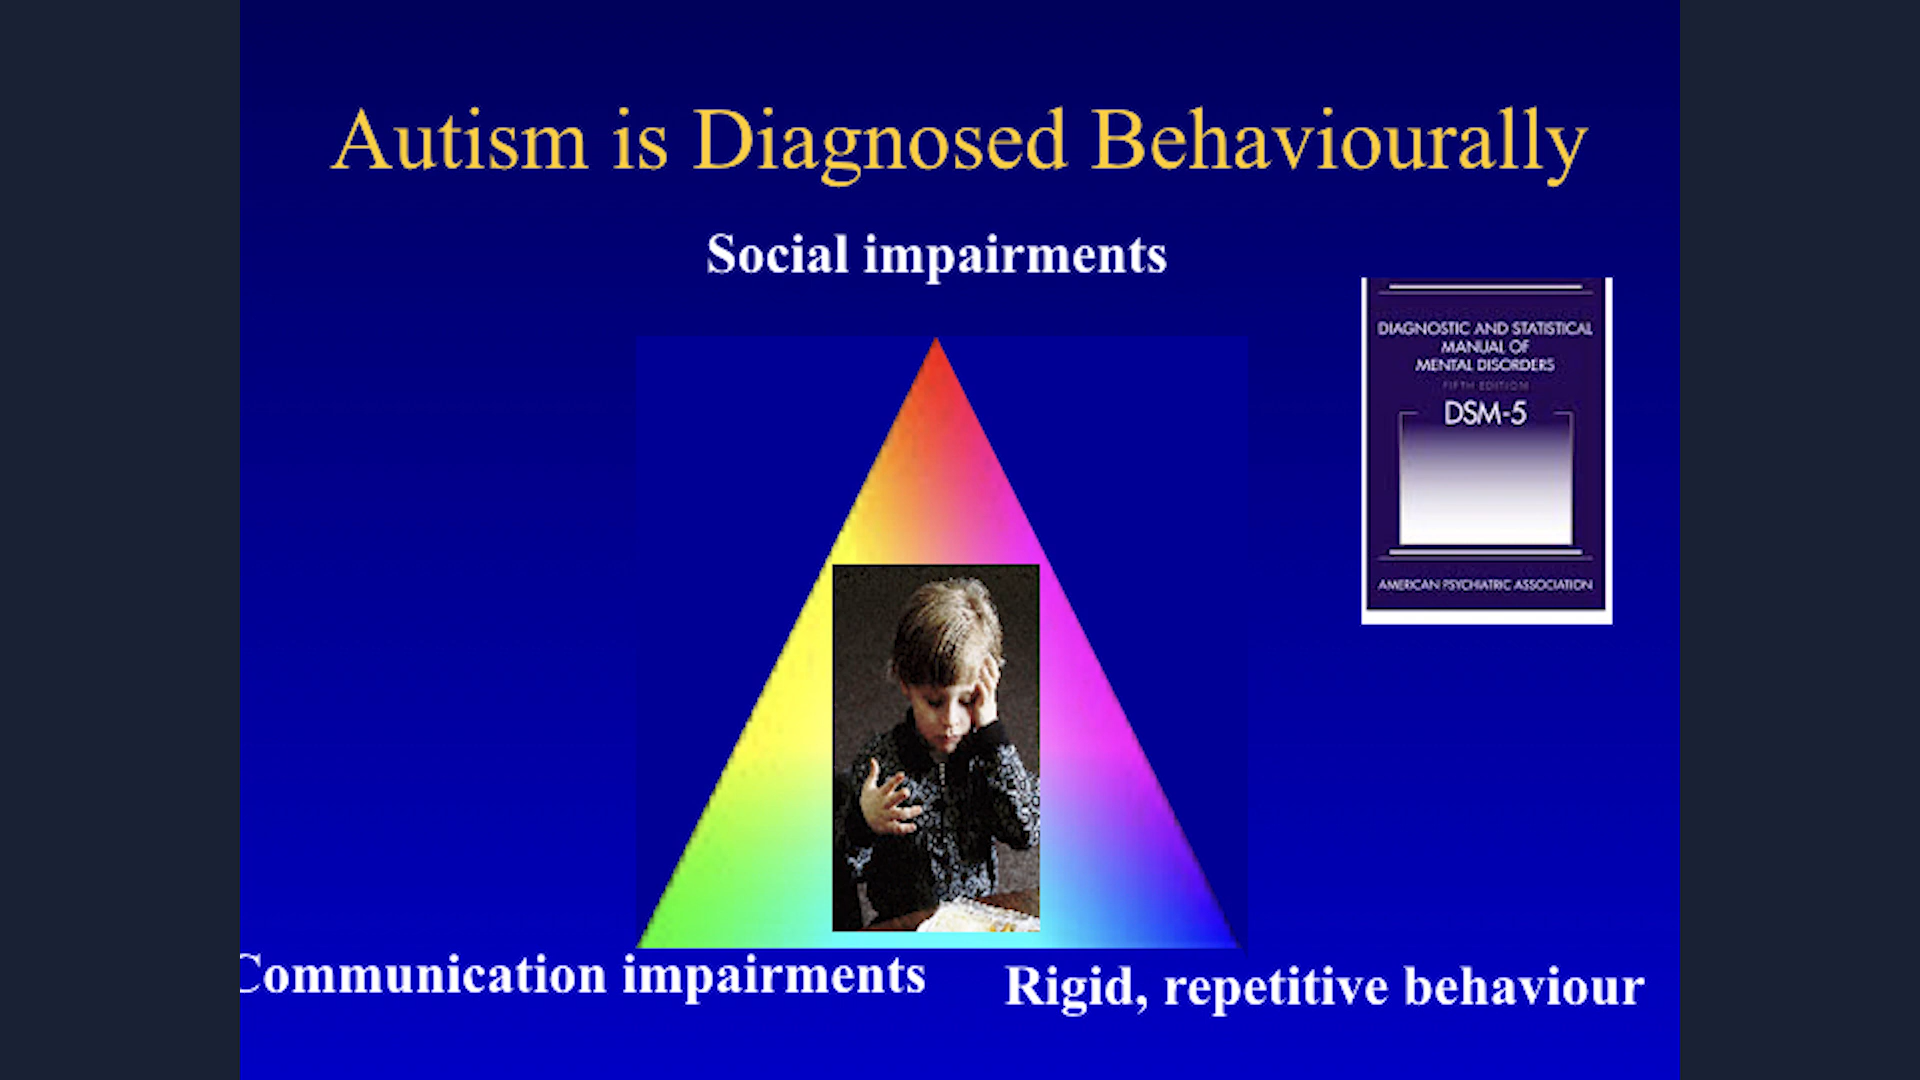 Autism is Diagnosed Behaviourally
Social impairments
DIAGNOSTIC AND STATISTICAL
MANUAL OF
MENTAL DISORDERS
FIFTH EDITION
DSM-5
AMERICAN PSYCHIATRIC ASSOCIATION
Communication impairments
Rigid, repetitive behaviour